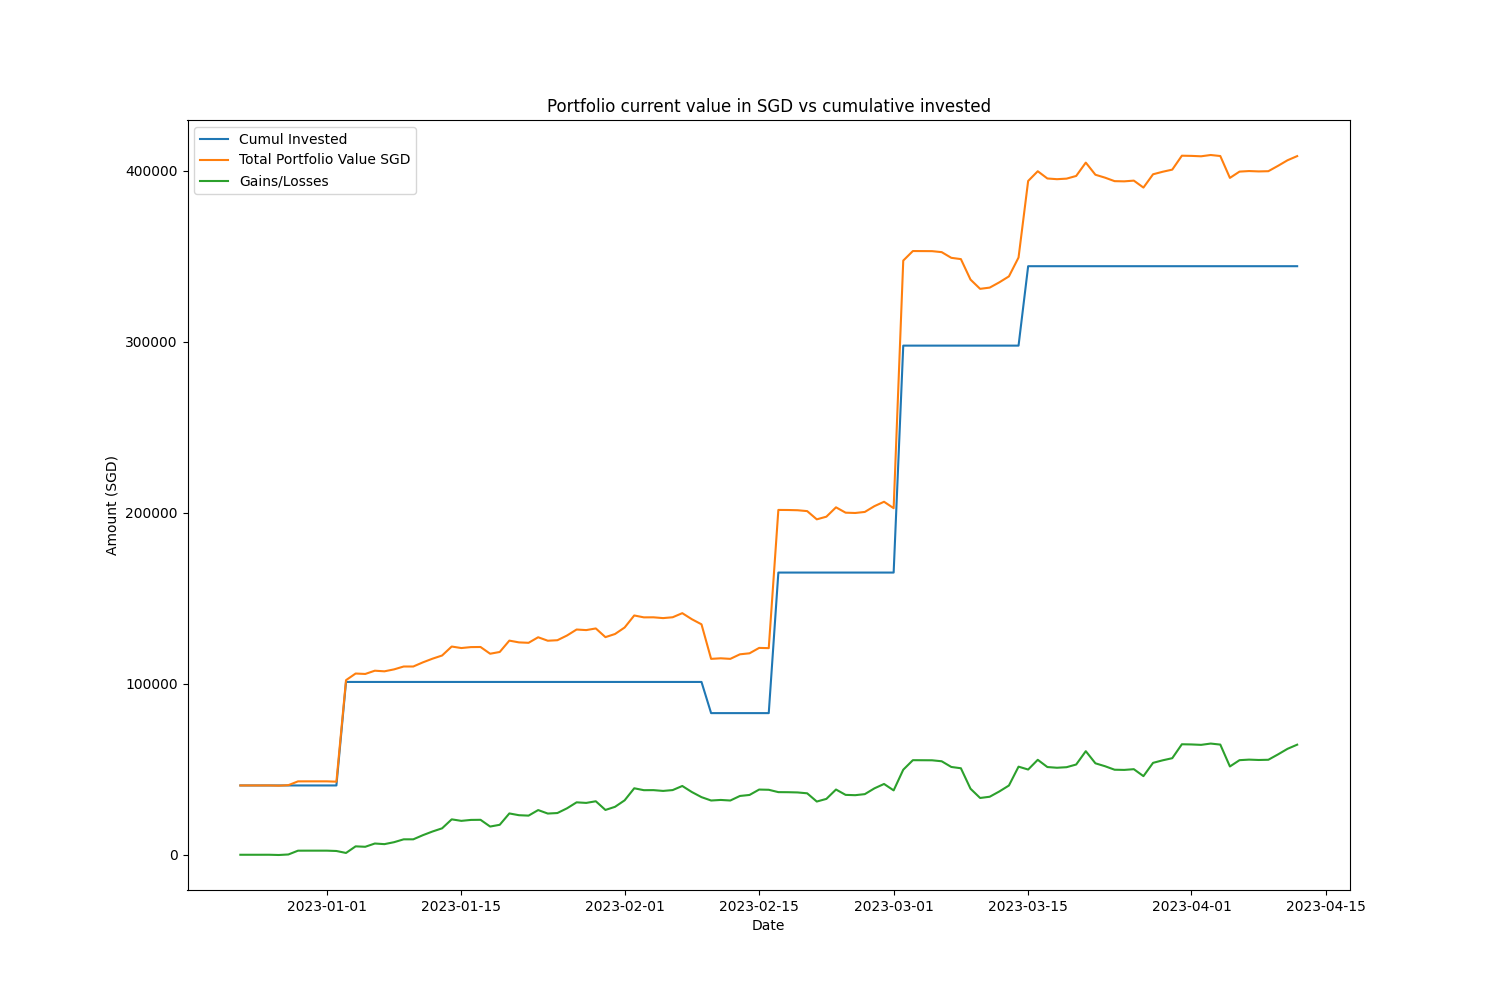 Portfolio current value in SGD vs cumulative invested
Cumul Invested
Total Portfolio Value SGD
Gains/Losses
400000
300000
200000
100000
0
Amount (SGD)
2023-01-01 2023-01-15 2023-02-01 2023-02-15 2023-03-01 2023-03-15 2023-04-01 2023-04-15
Date